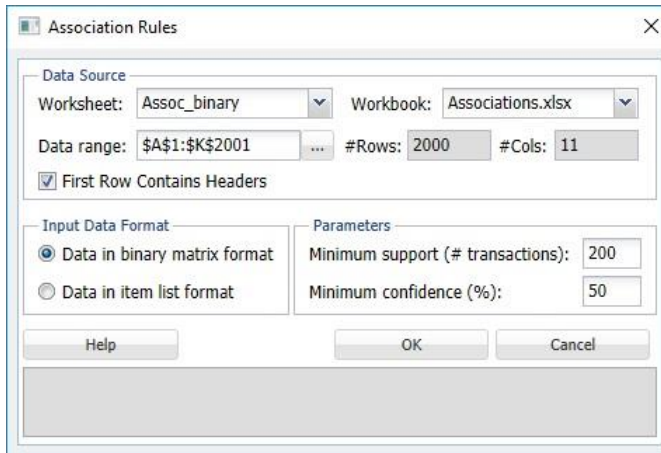 Association Rules
Data Source
Worksheet: Assoc_binary Workbook: Associations.xlsx
Data range: $A$1:$K$2001 ... #Rows: 2000 #Cols: 11
First Row Contains Headers
Input Data Format Parameters
Data in binary matrix format Minimum support (# transactions): 200
Data in item list format Minimum confidence (%): 50
Help OK Cancel